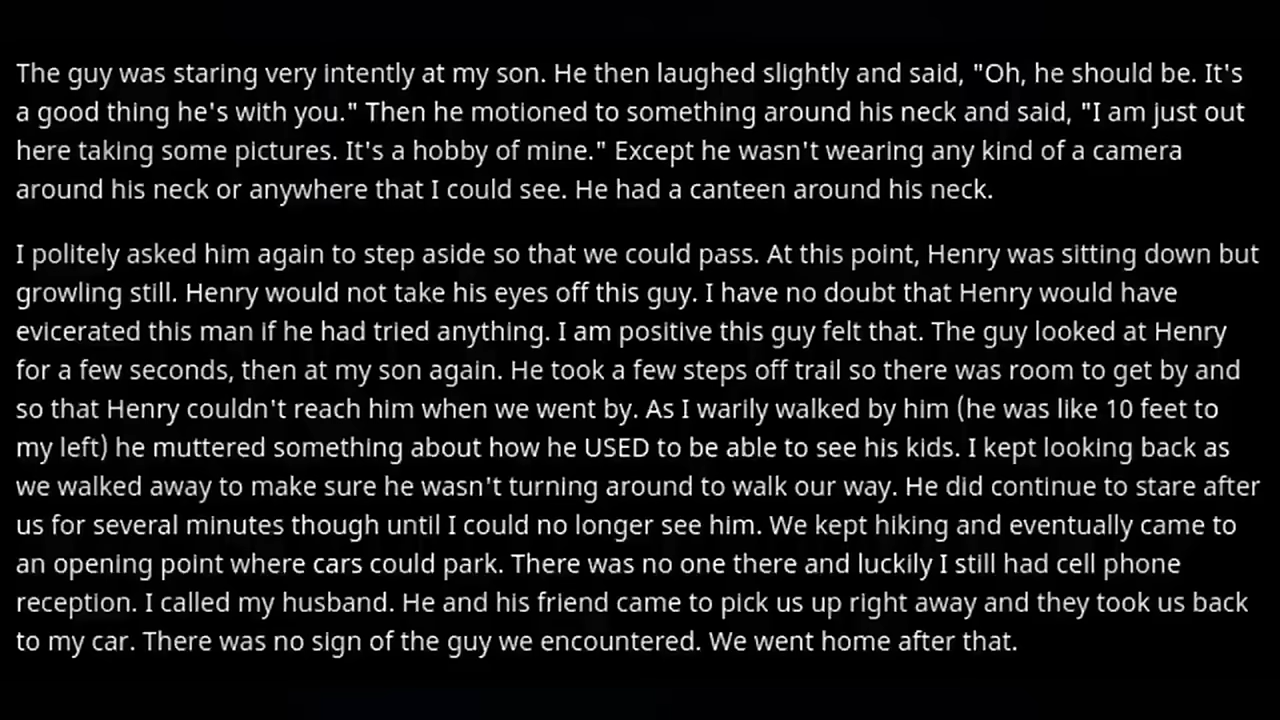 The guy was staring very intently at my son. He then laughed slightly and said, "Oh, he should be. It's
a good thing he's with you." Then he motioned to something around his neck and said, "I am just out
here taking some pictures. It's a hobby of mine." Except he wasn't wearing any kind of a camera
around his neck or anywhere that I could see. He had a canteen around his neck.
I politely asked him again to step aside so that we could pass. At this point, Henry was sitting down but
growling still. Henry would not take his eyes off this guy. I have no doubt that Henry would have
evicerated this man if he had tried anything. I am positive this guy felt that. The guy looked at Henry
for a few seconds, then at my son again. He took a few steps off trail so there was room to get by and
so that Henry couldn't reach him when we went by. As I warily walked by him (he was like 10 feet to
my left) he muttered something about how he USED to be able to see his kids. I kept looking back as
we walked away to make sure he wasn't turning around to walk our way. He did continue to stare after
us for several minutes though until I could no longer see him. We kept hiking and eventually came to
an opening point where cars could park. There was no one there and luckily I still had cell phone
reception. I called my husband. He and his friend came to pick us up right away and they took us back
to my car. There was no sign of the guy we encountered. We went home after that.